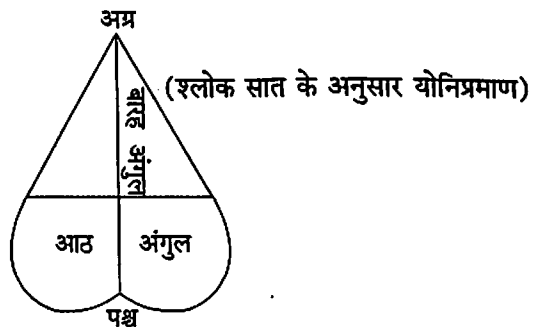 अग्र
(श्लोक सात के अनुसार योनिप्रमाण)
बारह अंगुल
आठ अंगुल
पश्च